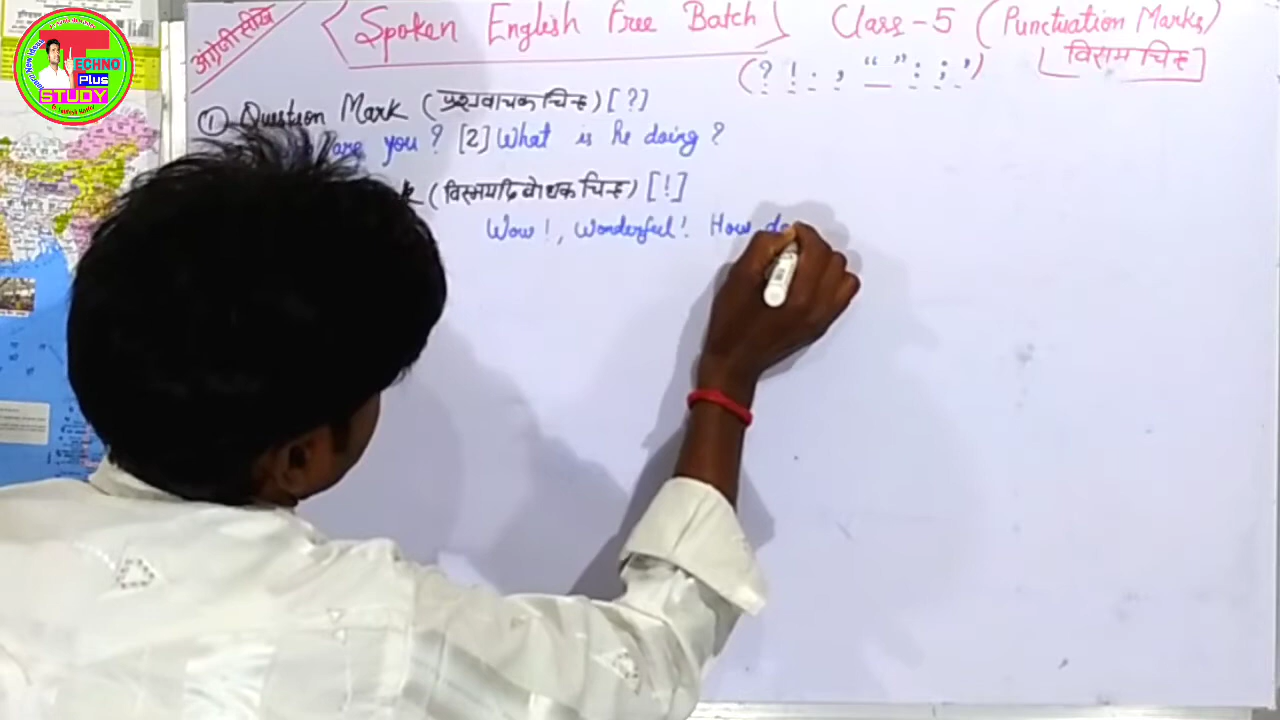 अंग्रेजी सीखें
Spoken English Free Batch Class-5 (Punctuation Marks)
विराम चिन्ह
(? ! . , “ ” : ; ’)
① Question Mark (प्रश्नवाचक चिन्ह) [?]
are you? [2] What is he doing?
(विस्मयादिबोधक चिन्ह) [!]
Wow!, Wonderful! How
TECHNO
Plus
STUDY